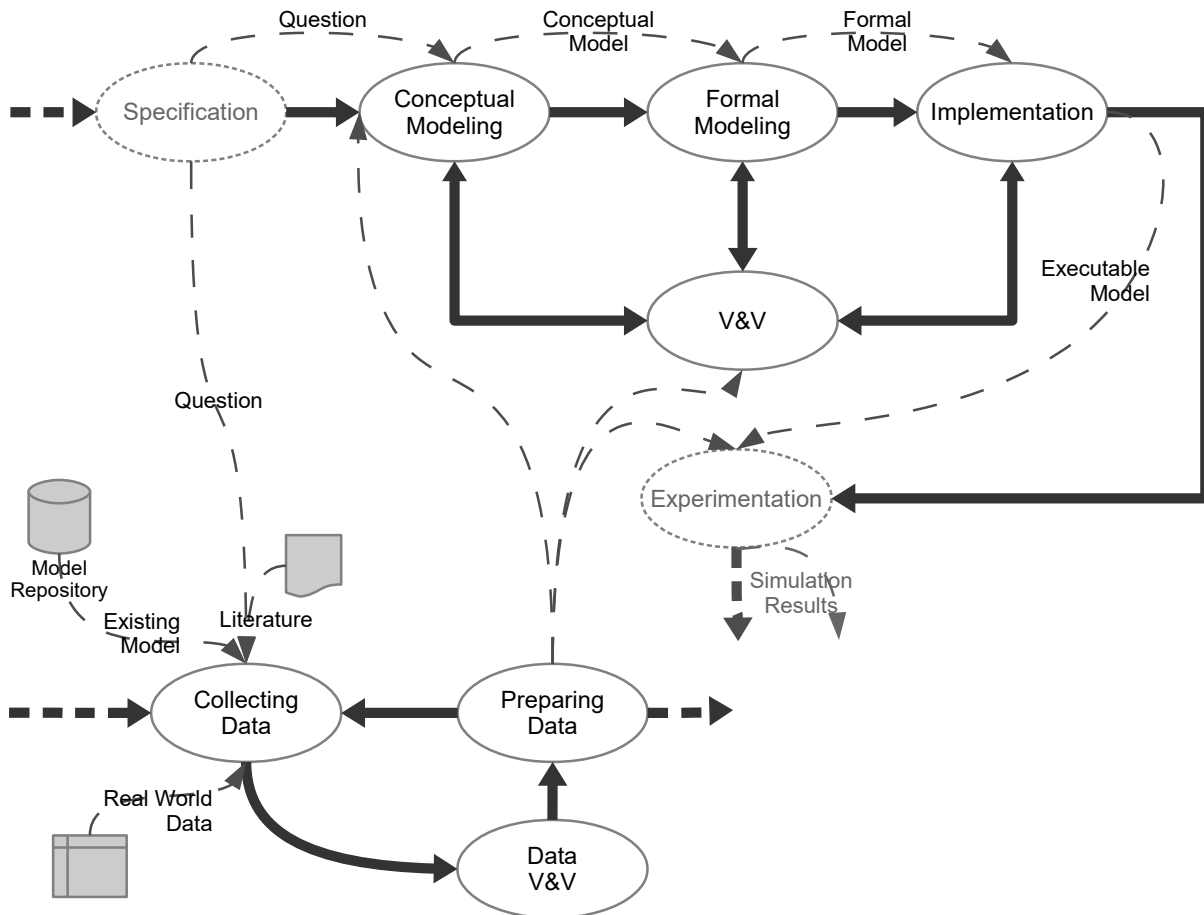 Question
Conceptual
Model
Formal
Model
Specification
Conceptual
Modeling
Formal
Modeling
Implementation
Executable
Model
V&V
Question
Experimentation
Model
Repository
Simulation
Results
Existing
Model
Literature
Collecting
Data
Preparing
Data
Real World
Data
Data
V&V